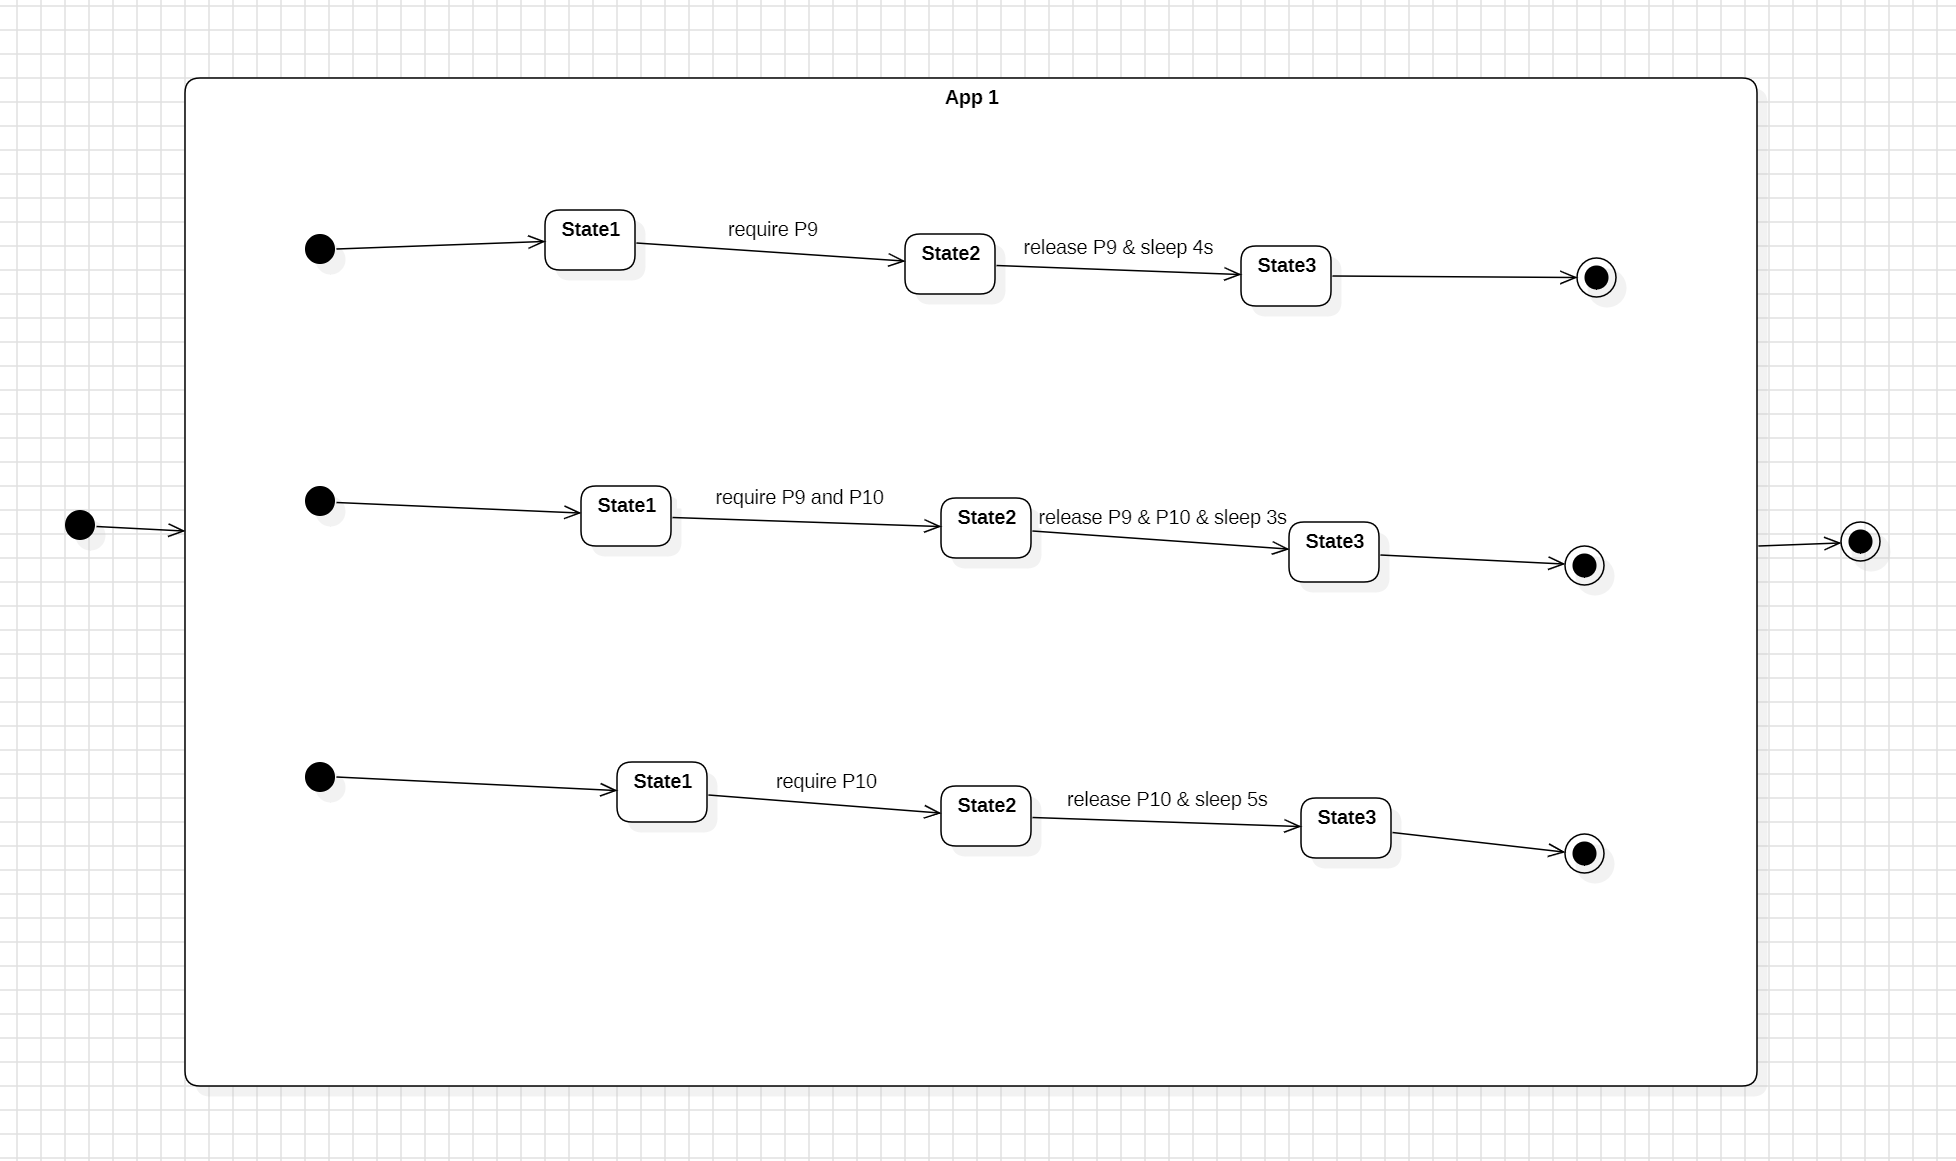 App 1
State1
require P9
State2
release P9 & sleep 4s
State3
State1
require P9 and P10
State2
release P9 & P10 & sleep 3s
State3
State1
require P10
State2
release P10 & sleep 5s
State3